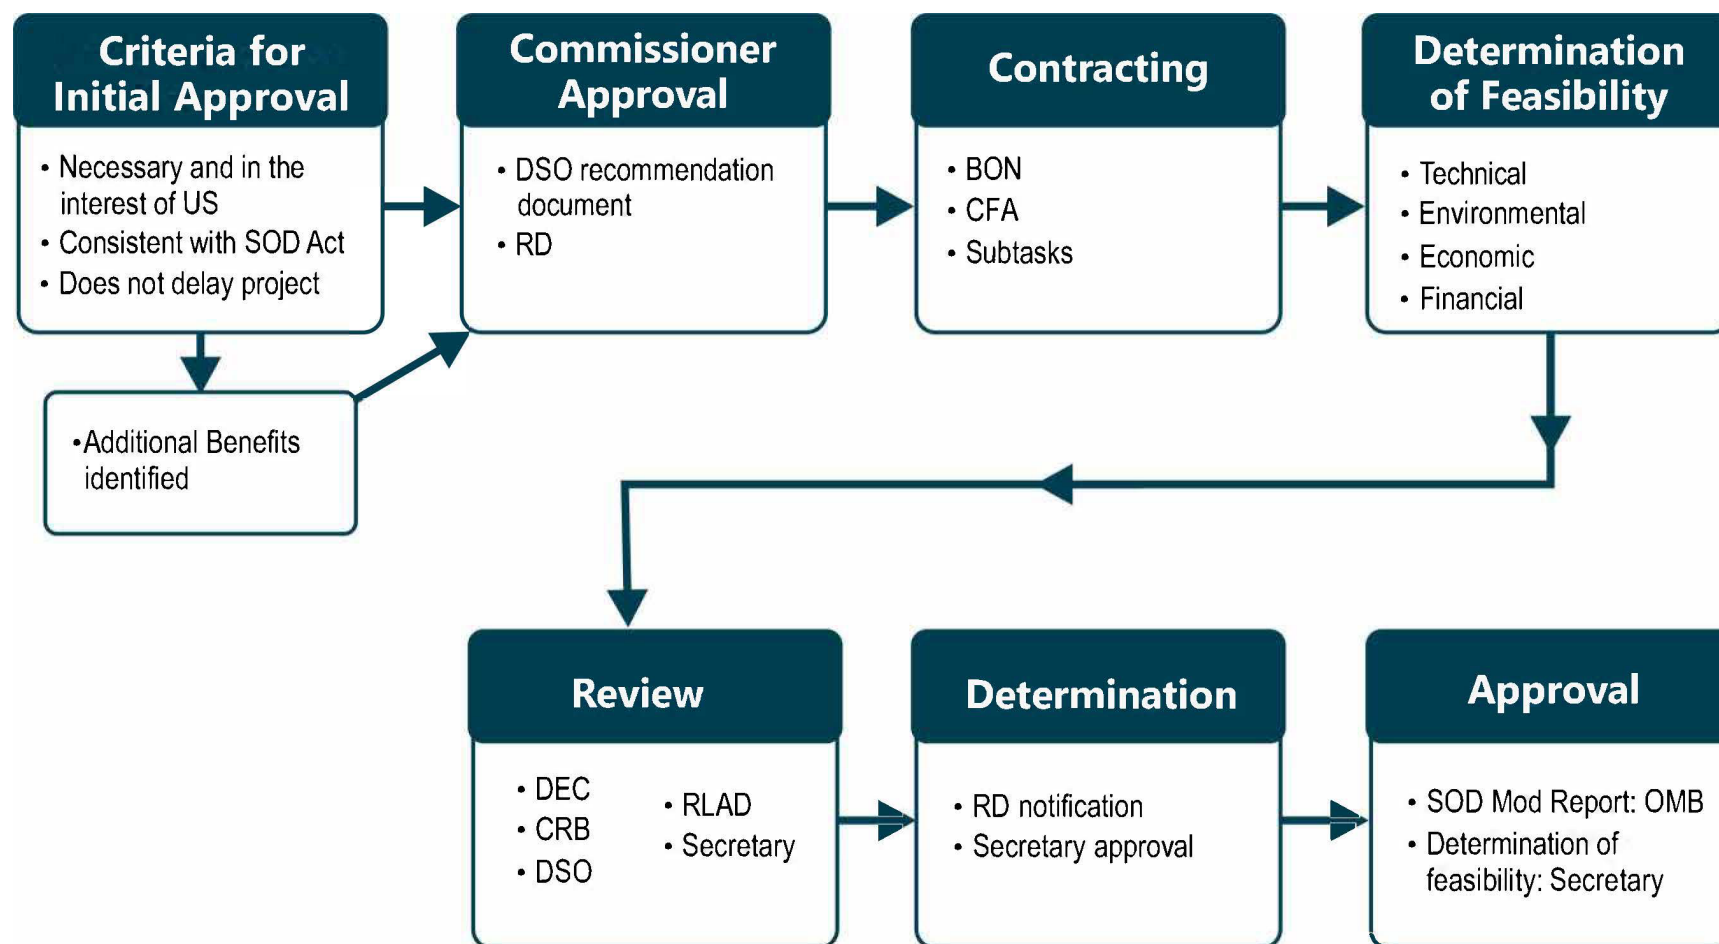 Criteria for
Initial Approval
• Necessary and in the
interest of US
• Consistent with SOD Act
• Does not delay project
•Additional Benefits
identified
Commissioner
Approval
• DSO recommendation
document
• RD
Contracting
• BON
• CFA
• Subtasks
Determination
of Feasibility
• Technical
• Environmental
• Economic
• Financial
Review
• DEC
• CRB
• DSO
• RLAD
• Secretary
Determination
• RD notification
• Secretary approval
Approval
• SOD Mod Report: OMB
• Determination of
feasibility: Secretary